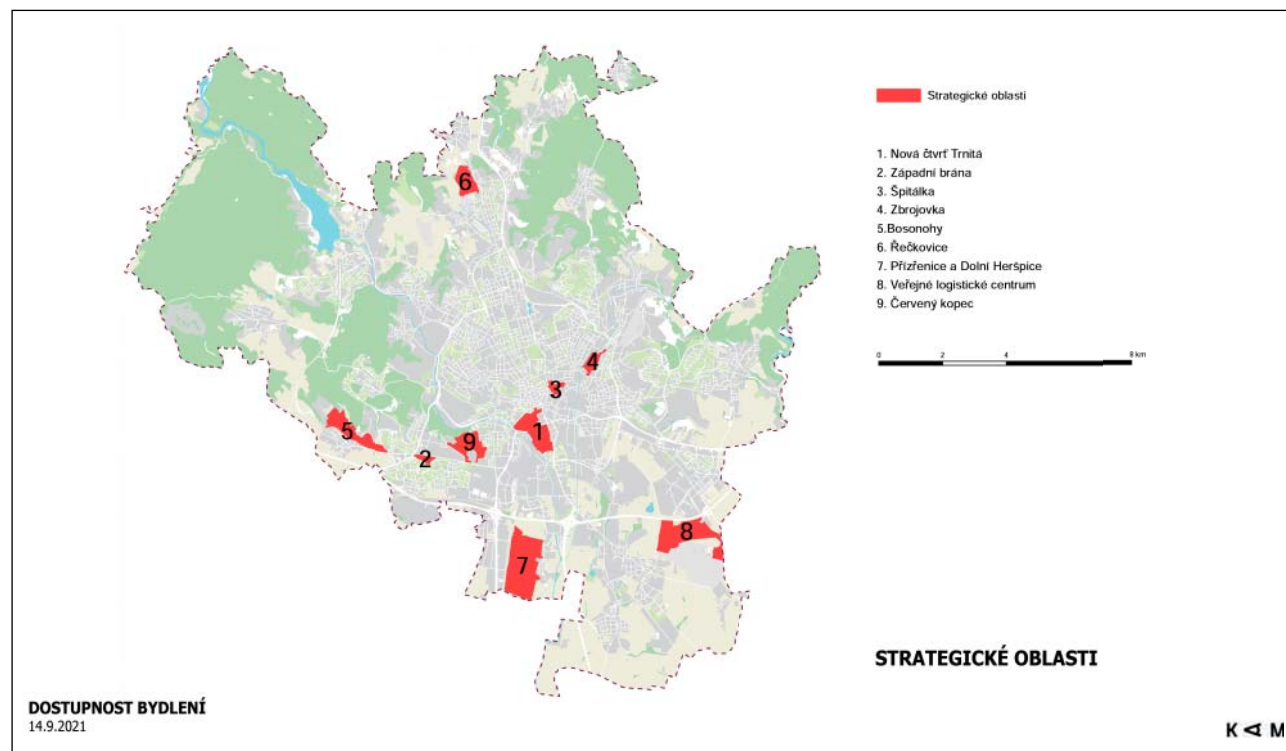 Strategické oblasti
1. Nová čtvrť Trnitá
2. Západní brána
3. Špitálka
4. Zbrojovka
5.Bosonohy
6. Řečkovice
7. Přízřenice a Dolní Heršpice
8. Veřejné logistické centrum
9. Červený kopec
0 2 4 8 km
6
4
3
5
1
9
2
8
7
STRATEGICKÉ OBLASTI
DOSTUPNOST BYDLENÍ
14.9.2021
KAM